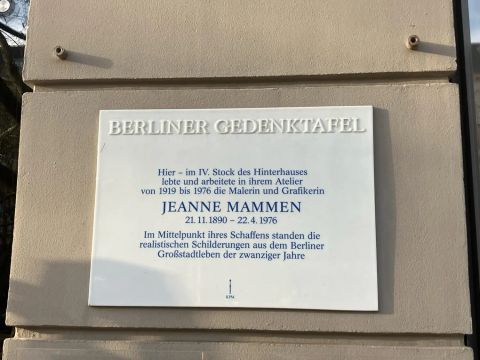 BERLINER GEDENKTAFEL
Hier – im IV. Stock des Hinterhauses
lebte und arbeitete in ihrem Atelier
von 1919 bis 1976 die Malerin und Grafikerin
JEANNE MAMMEN
21. 11. 1890 – 22. 4. 1976
Im Mittelpunkt ihres Schaffens standen die
realistischen Schilderungen aus dem Berliner
Großstadtleben der zwanziger Jahre
KPM